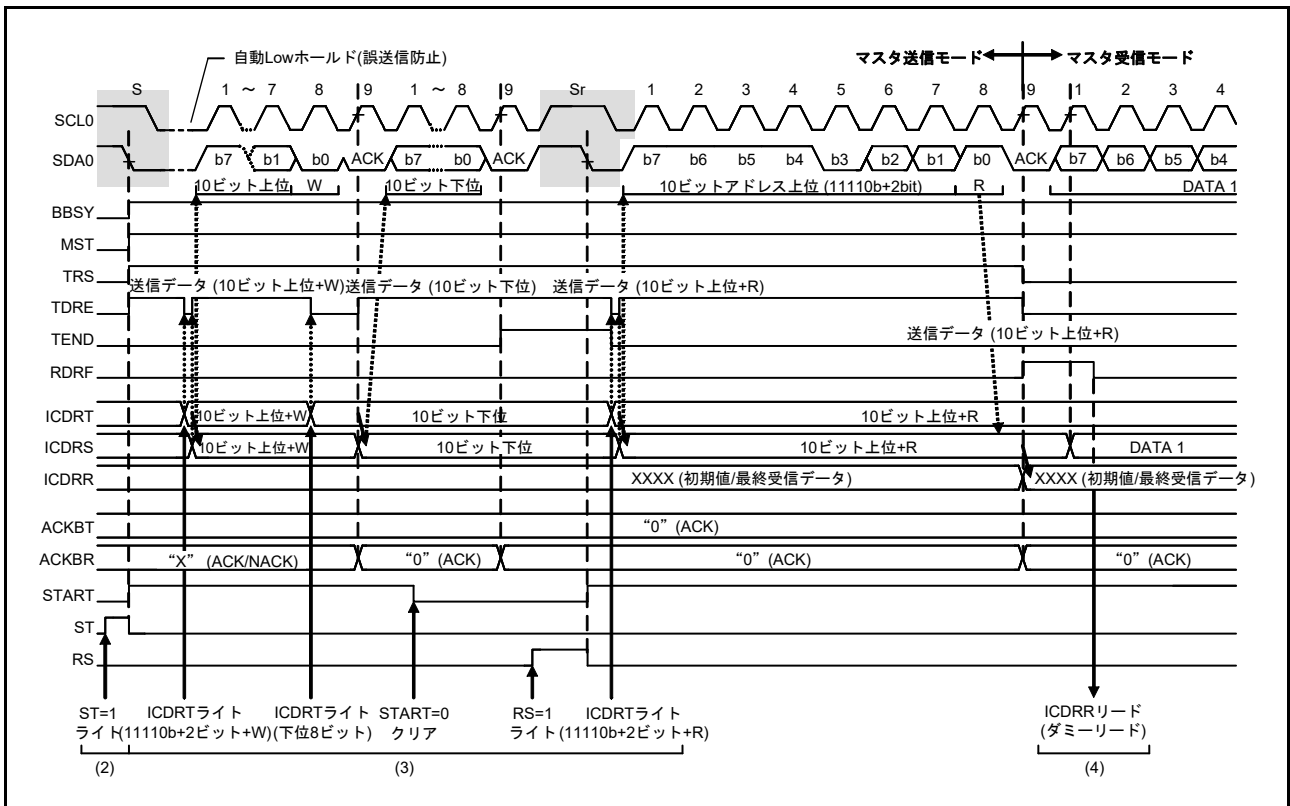 自動Lowホールド(誤送信防止)
マスタ送信モード マスタ受信モード
S 1 ～ 7 8 9 1 ～ 8 9 Sr 1 2 3 4 5 6 7 8 9 1 2 3 4
SCL0
SDA0 b7 b1 b0 ACK b7 b0 ACK b7 b6 b5 b4 b3 b2 b1 b0 ACK b7 b6 b5 b4
10ビット上位 W 10ビット下位 10ビットアドレス上位 (11110b+2bit) R DATA 1
BBSY
MST
TRS
送信データ (10ビット上位+W) 送信データ (10ビット下位) 送信データ (10ビット上位+R)
TDRE
TEND 送信データ (10ビット上位+R)
RDRF
ICDRT 10ビット上位+W 10ビット下位 10ビット上位+R
ICDRS 10ビット上位+W 10ビット下位 10ビット上位+R DATA 1
ICDRR XXXX (初期値/最終受信データ) XXXX (初期値/最終受信データ)
ACKBT “0” (ACK)
ACKBR “X” (ACK/NACK) “0” (ACK) “0” (ACK) “0” (ACK)
START
ST
RS
ST=1 ICDRTライト ICDRTライト START=0 RS=1 ICDRTライト ICDRRリード
ライト (11110b+2ビット+W) (下位8ビット) クリア ライト (11110b+2ビット+R) (ダミーリード)
(2) (3) (4)